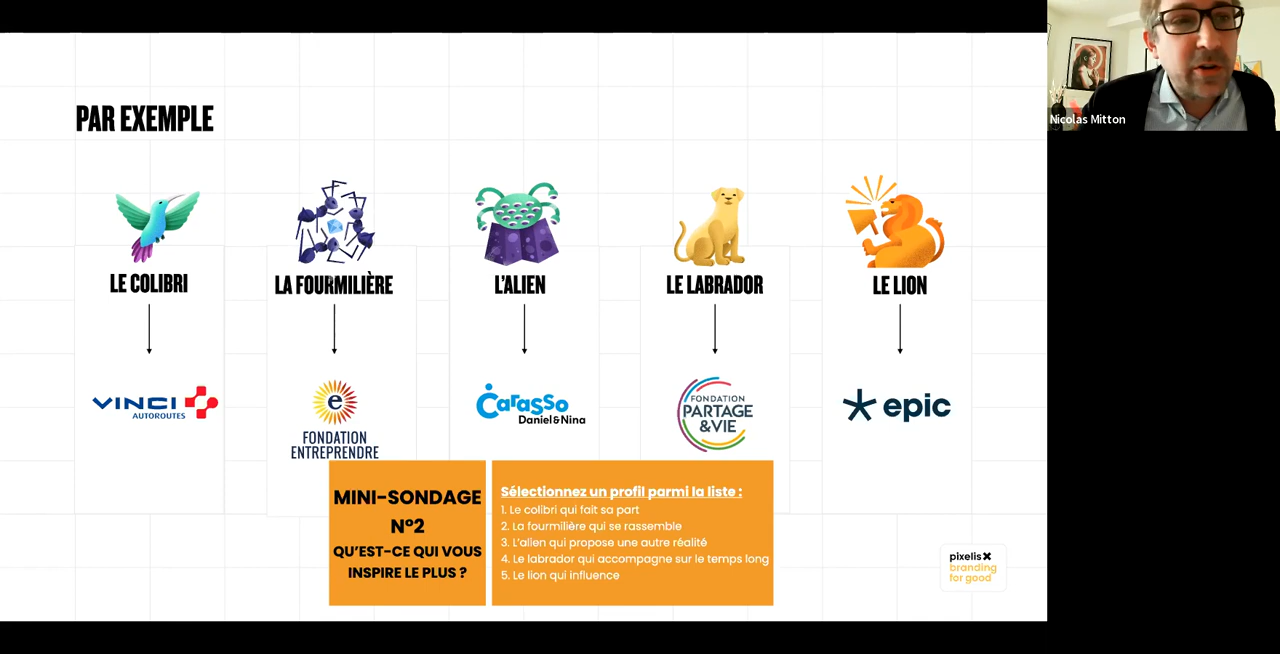 Nicolas Mitton
PAR EXEMPLE
LE COLIBRI
LA FOURMILIÈRE
L'ALIEN
LE LABRADOR
LE LION
VINCI
AUTOROUTES
e
FONDATION
ENTREPRENDRE
Carasso
Daniel&Nina
FONDATION
PARTAGE
&VIE
epic
MINI-SONDAGE
N°2
QU'EST-CE QUI VOUS
INSPIRE LE PLUS ?
Sélectionnez un profil parmi la liste :
1. Le colibri qui fait sa part
2. La fourmilière qui se rassemble
3. L'alien qui propose une autre réalité
4. Le labrador qui accompagne sur le temps long
5. Le lion qui influence
pixelis
branding
for good